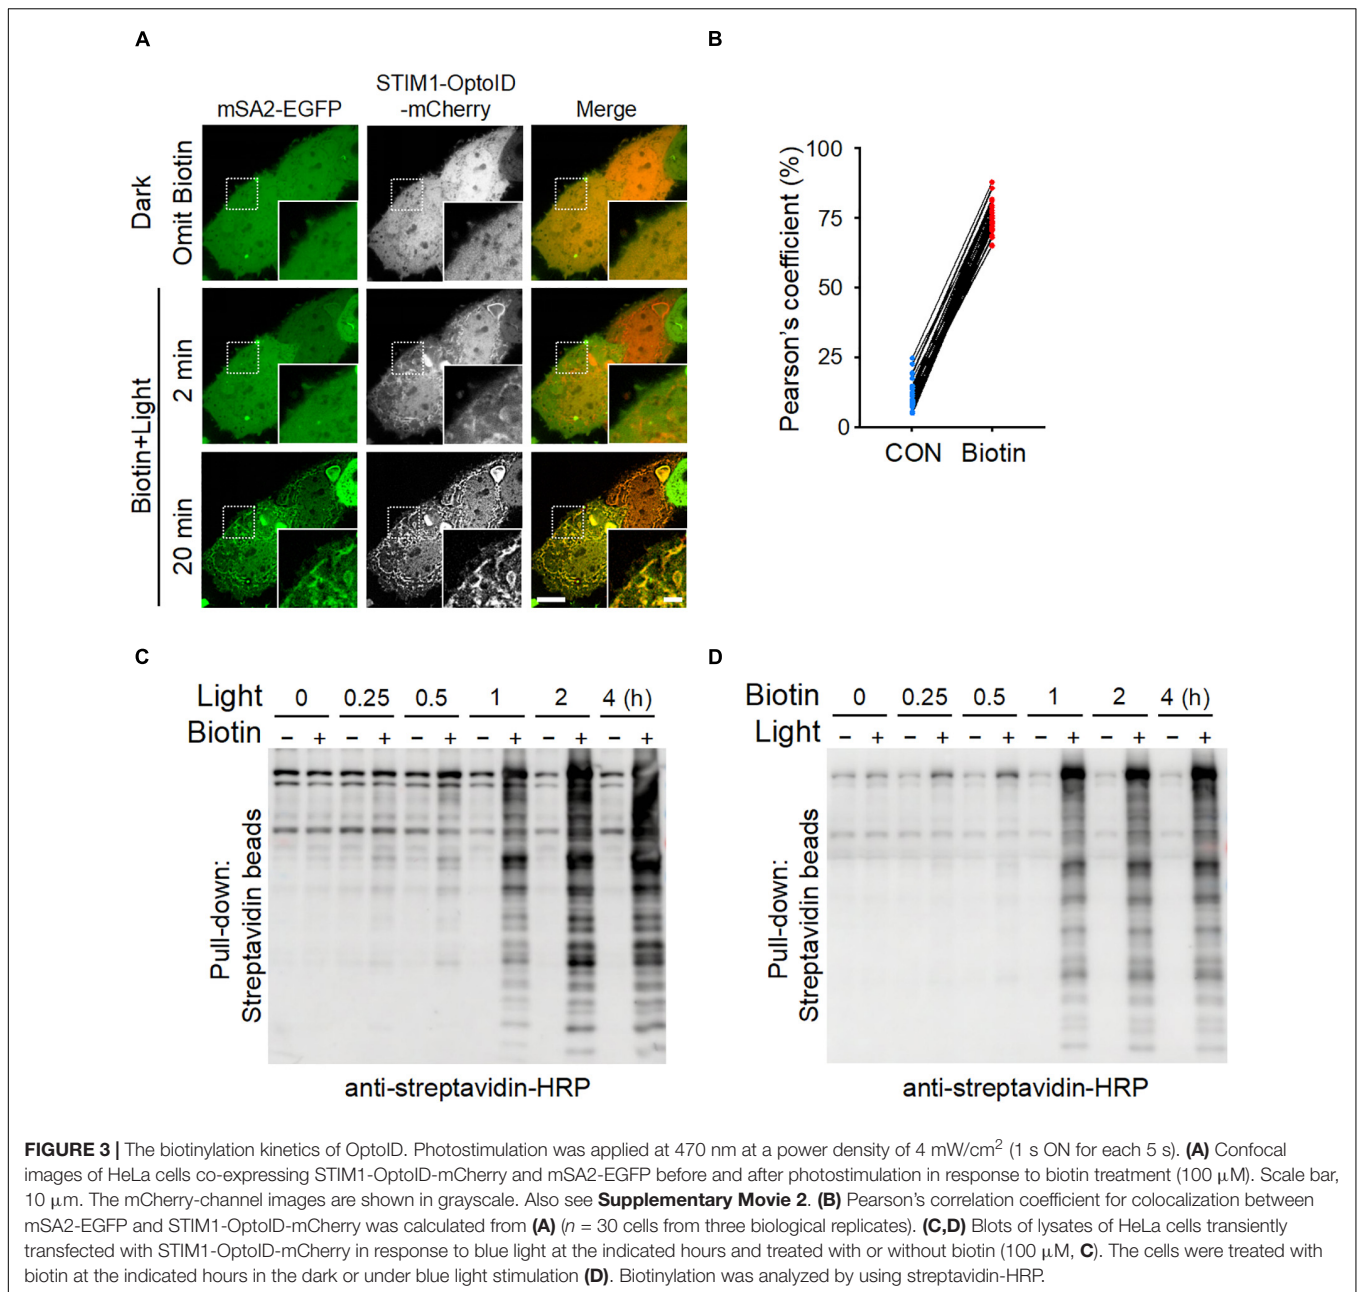 A
mSA2-EGFP
STIM1-OptoID
-mCherry
Merge
Dark
Omit Biotin
Biotin+Light
2 min
20 min
B
Pearson's coefficient (%)
100
75
50
25
0
CON Biotin
C
Light 0 0.25 0.5 1 2 4 (h)
Biotin − + − + − + − + − + − +
Pull-down:
Streptavidin beads
anti-streptavidin-HRP
D
Biotin 0 0.25 0.5 1 2 4 (h)
Light − + − + − + − + − + − +
Pull-down:
Streptavidin beads
anti-streptavidin-HRP
FIGURE 3 | The biotinylation kinetics of OptoID. Photostimulation was applied at 470 nm at a power density of 4 mW/cm² (1 s ON for each 5 s). (A) Confocal
images of HeLa cells co-expressing STIM1-OptoID-mCherry and mSA2-EGFP before and after photostimulation in response to biotin treatment (100 μM). Scale bar,
10 μm. The mCherry-channel images are shown in grayscale. Also see Supplementary Movie 2. (B) Pearson's correlation coefficient for colocalization between
mSA2-EGFP and STIM1-OptoID-mCherry was calculated from (A) (n = 30 cells from three biological replicates). (C,D) Blots of lysates of HeLa cells transiently
transfected with STIM1-OptoID-mCherry in response to blue light at the indicated hours and treated with or without biotin (100 μM, C). The cells were treated with
biotin at the indicated hours in the dark or under blue light stimulation (D). Biotinylation was analyzed by using streptavidin-HRP.